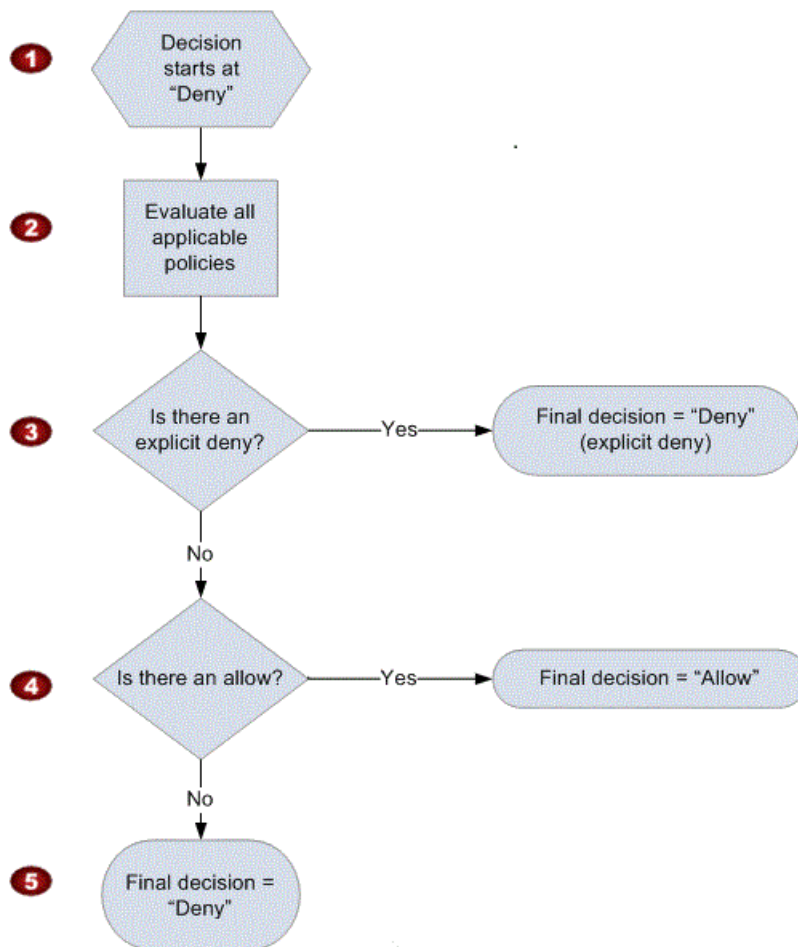 1
Decision
starts at
“Deny”
2
Evaluate all
applicable
policies
3
Is there an
explicit deny?
Yes
Final decision = “Deny”
(explicit deny)
No
4
Is there an allow?
Yes
Final decision = “Allow”
No
5
Final decision =
“Deny”